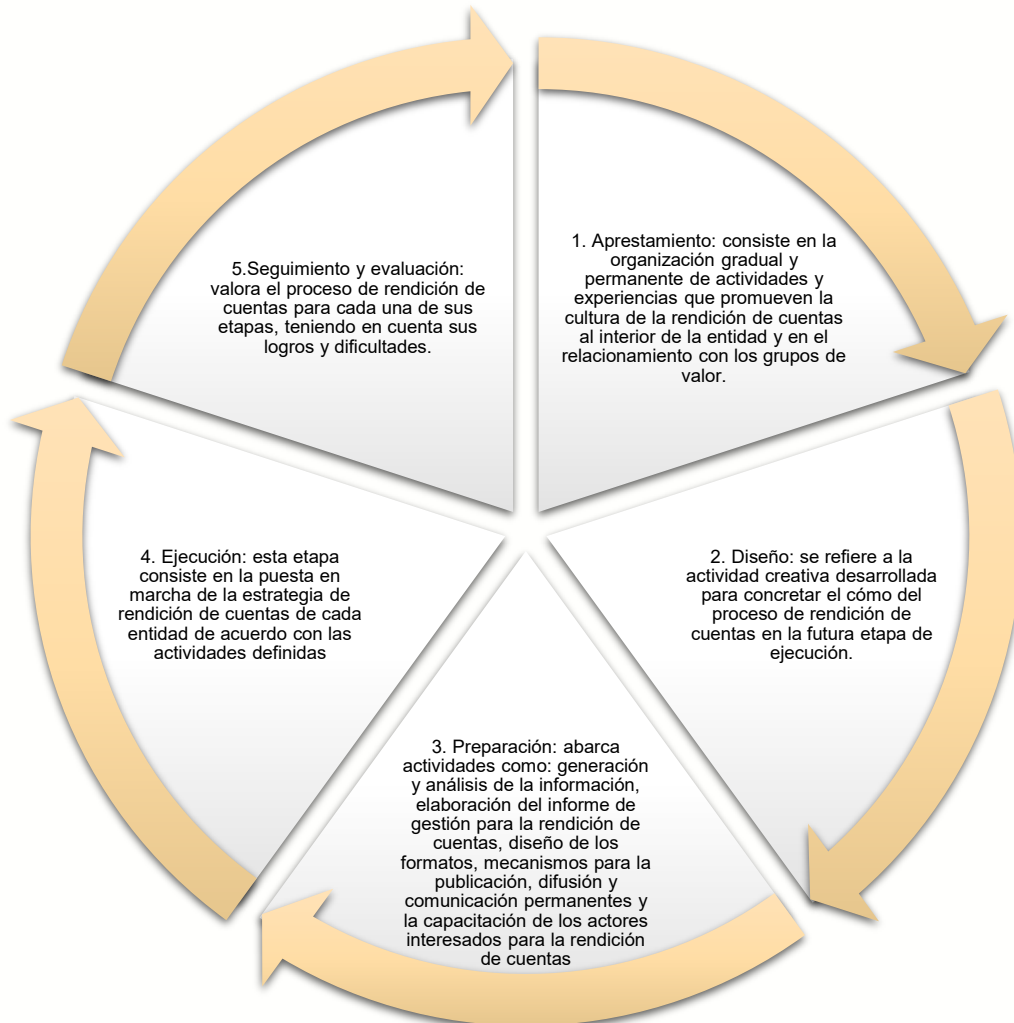 1. Aprestamiento: consiste en la
organización gradual y
permanente de actividades y
experiencias que promueven la
cultura de la rendición de cuentas
al interior de la entidad y en el
relacionamiento con los grupos de
valor.
2. Diseño: se refiere a la
actividad creativa desarrollada
para concretar el cómo del
proceso de rendición de
cuentas en la futura etapa de
ejecución.
3. Preparación: abarca
actividades como: generación
y análisis de la información,
elaboración del informe de
gestión para la rendición de
cuentas, diseño de los
formatos, mecanismos para la
publicación, difusión y
comunicación permanentes y
la capacitación de los actores
interesados para la rendición
de cuentas
4. Ejecución: esta etapa
consiste en la puesta en
marcha de la estrategia de
rendición de cuentas de cada
entidad de acuerdo con las
actividades definidas
5.Seguimiento y evaluación:
valora el proceso de rendición de
cuentas para cada una de sus
etapas, teniendo en cuenta sus
logros y dificultades.